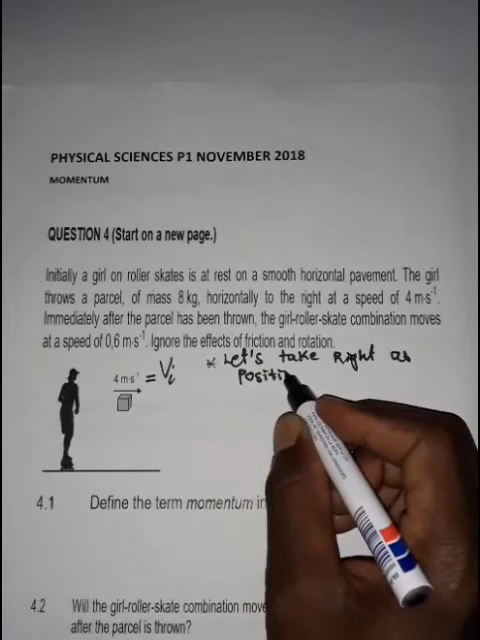 PHYSICAL SCIENCES P1 NOVEMBER 2018
MOMENTUM
QUESTION 4 (Start on a new page.)
Initially a girl on roller skates is at rest on a smooth horizontal pavement. The girl
throws a parcel, of mass 8 kg, horizontally to the right at a speed of 4 m·s⁻¹.
Immediately after the parcel has been thrown, the girl-roller-skate combination moves
at a speed of 0,6 m·s⁻¹. Ignore the effects of friction and rotation.
* Let's take Right as
Positi
4 m·s⁻¹ = Vi
4.1 Define the term momentum in
4.2 Will the girl-roller-skate combination move
after the parcel is thrown?